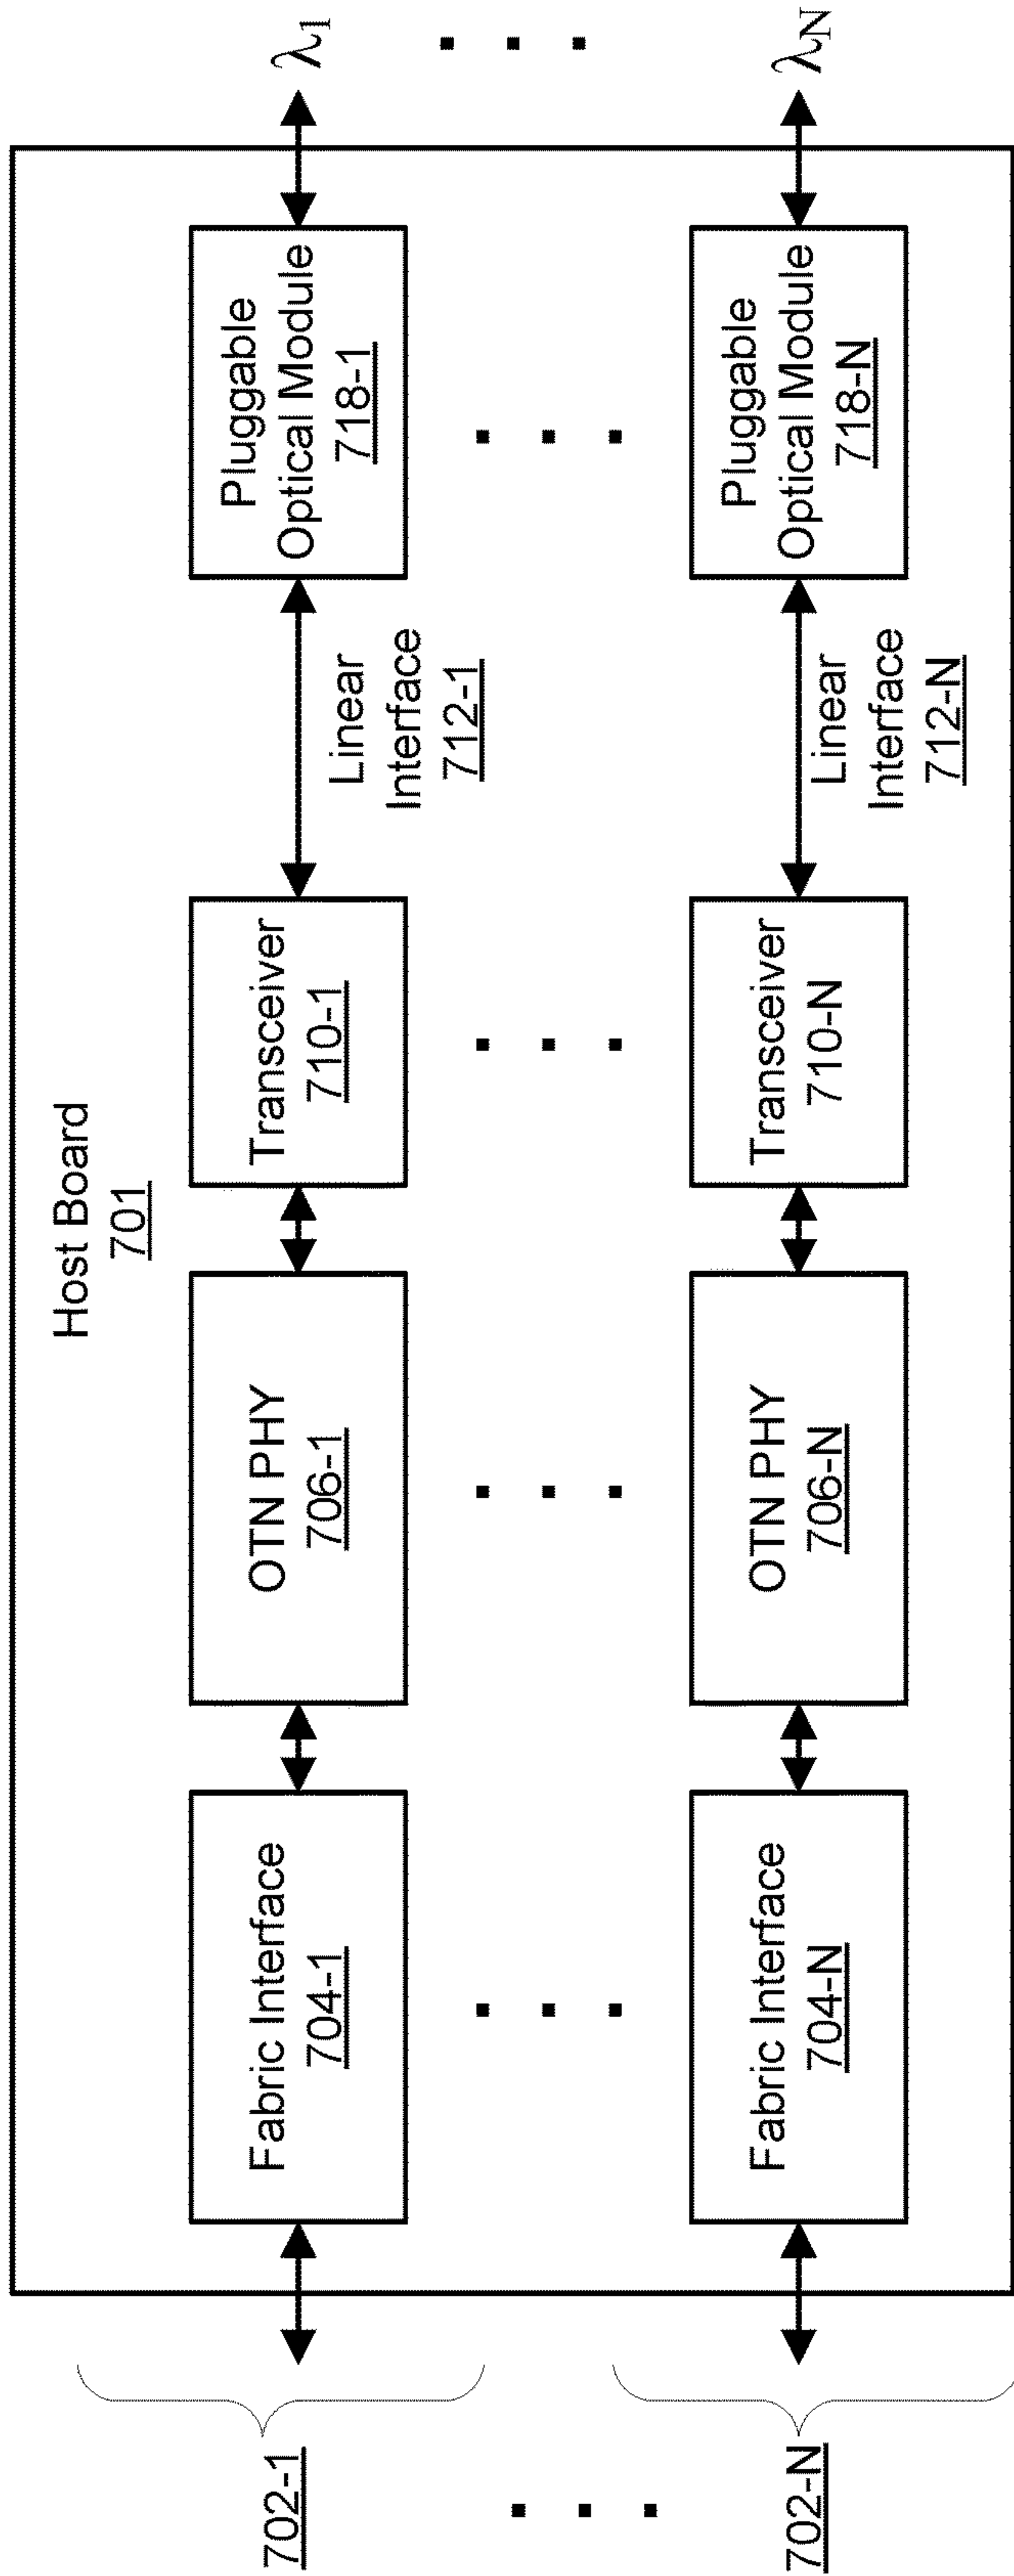 Host Board
701
702-1
Fabric Interface
704-1
OTN PHY
706-1
Transceiver
710-1
Linear
Interface
712-1
Pluggable
Optical Module
718-1
λ1
702-N
Fabric Interface
704-N
OTN PHY
706-N
Transceiver
710-N
Linear
Interface
712-N
Pluggable
Optical Module
718-N
λN